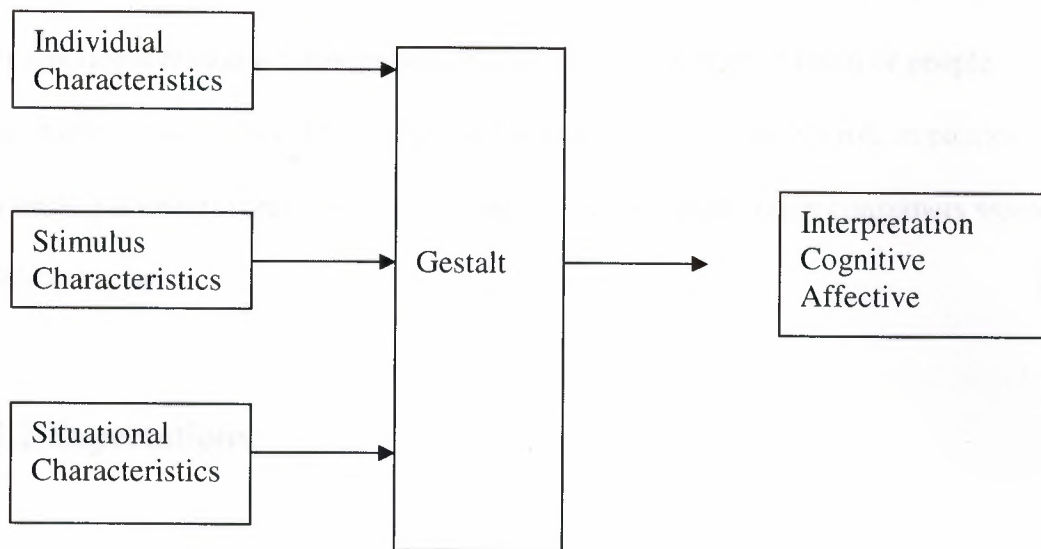 Individual
Characteristics
Stimulus
Characteristics
Situational
Characteristics
Gestalt
Interpretation
Cognitive
Affective